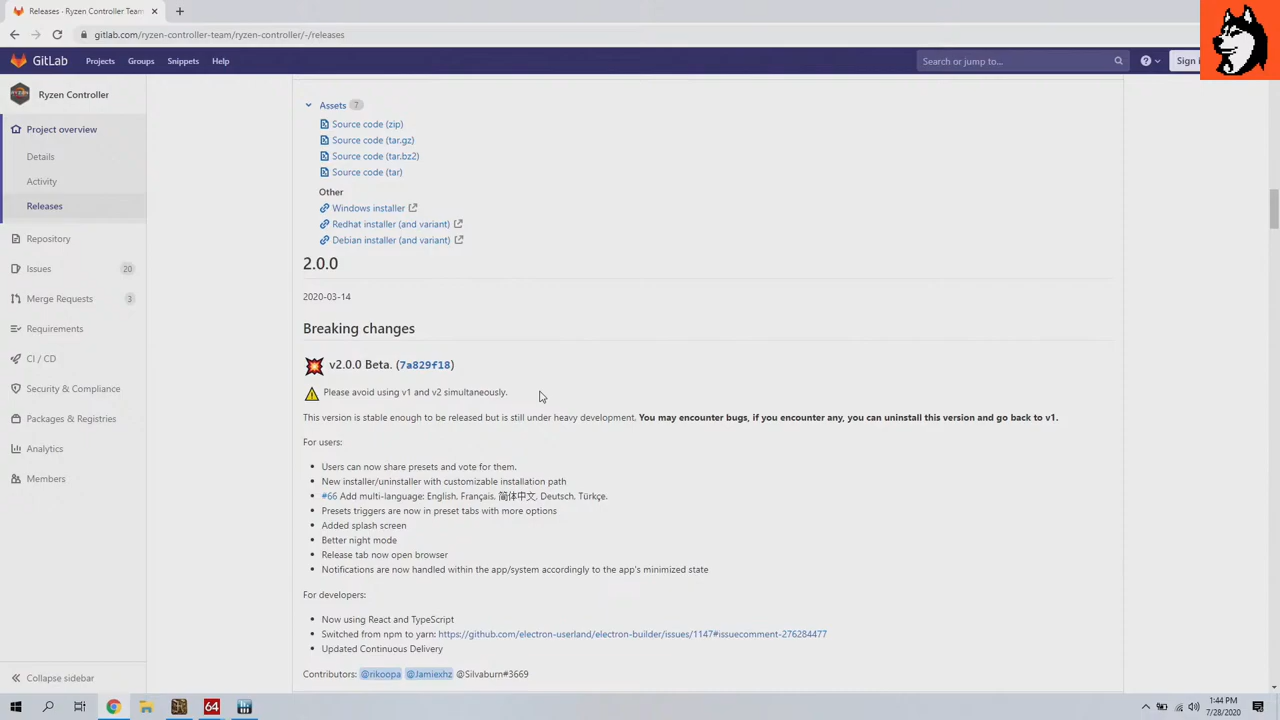 Releases · Ryzen Controller Team
gitlab.com/ryzen-controller-team/ryzen-controller/-/releases
GitLab
Projects
Groups
Snippets
Help
Search or jump to...
Sign i
Ryzen Controller
Project overview
Details
Activity
Releases
Repository
Issues
20
Merge Requests
3
Requirements
CI / CD
Security & Compliance
Packages & Registries
Analytics
Members
Collapse sidebar
Assets 7
Source code (zip)
Source code (tar.gz)
Source code (tar.bz2)
Source code (tar)
Other
Windows installer
Redhat installer (and variant)
Debian installer (and variant)
2.0.0
2020-03-14
Breaking changes
v2.0.0 Beta. (7a829f18)
Please avoid using v1 and v2 simultaneously.
This version is stable enough to be released but is still under heavy development. You may encounter bugs, if you encounter any, you can uninstall this version and go back to v1.
For users:
Users can now share presets and vote for them.
New installer/uninstaller with customizable installation path
#66 Add multi-language: English, Français, 简体中文, Deutsch, Türkçe.
Presets triggers are now in preset tabs with more options
Added splash screen
Better night mode
Release tab now open browser
Notifications are now handled within the app/system accordingly to the app's minimized state
For developers:
Now using React and TypeScript
Switched from npm to yarn: https://github.com/electron-userland/electron-builder/issues/1147#issuecomment-276284477
Updated Continuous Delivery
Contributors: @rikoopa @Jamiexhz @Silvaburn#3669
64
1:44 PM
7/28/2020